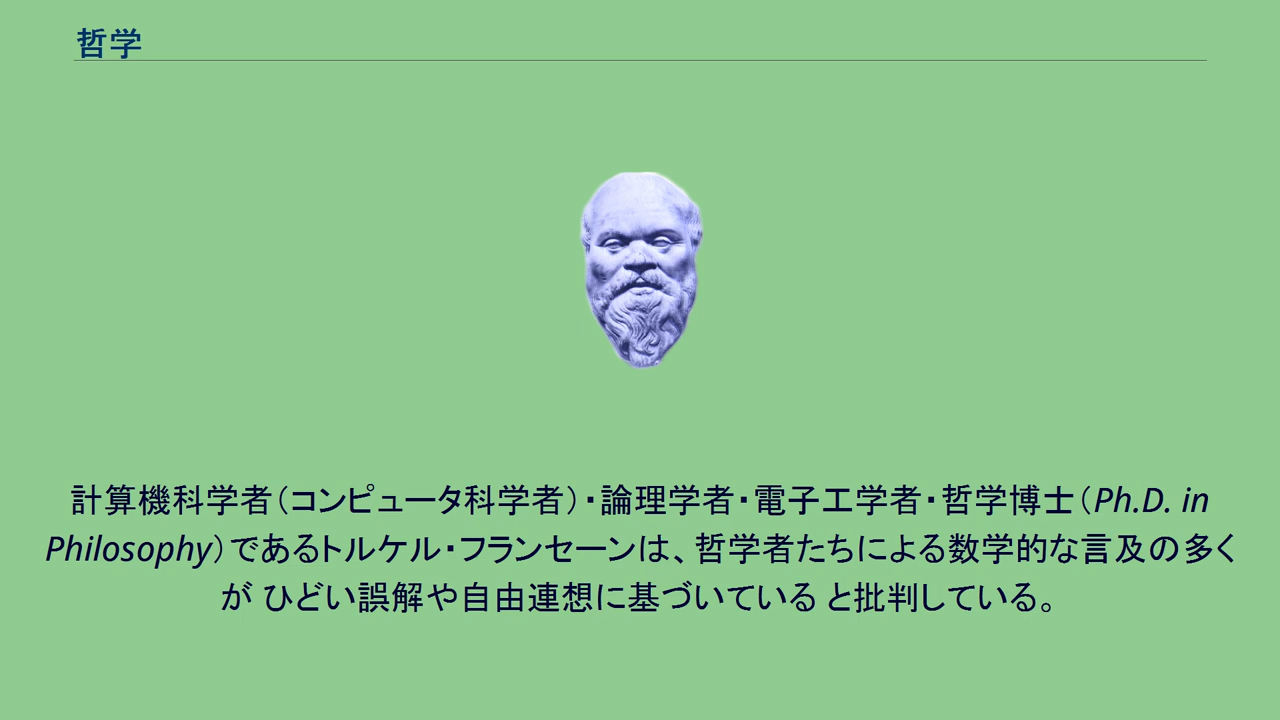 哲学
計算機科学者（コンピュータ科学者）・論理学者・電子工学者・哲学博士（Ph.D. in
Philosophy）であるトルケル・フランセーンは、哲学者たちによる数学的な言及の多く
が ひどい誤解や自由連想に基づいている と批判している。